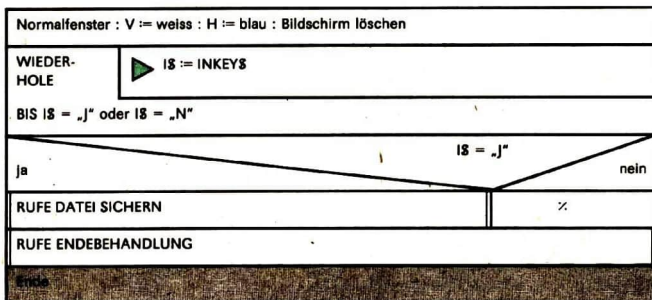 Normalfenster : V := weiss : H := blau : Bildschirm löschen
WIEDER-
HOLE
I$ := INKEY$
BIS I$ = „J“ oder I$ = „N“
I$ = „J“
ja
nein
RUFE DATEI SICHERN
٪
RUFE ENDEBEHANDLUNG
Ende